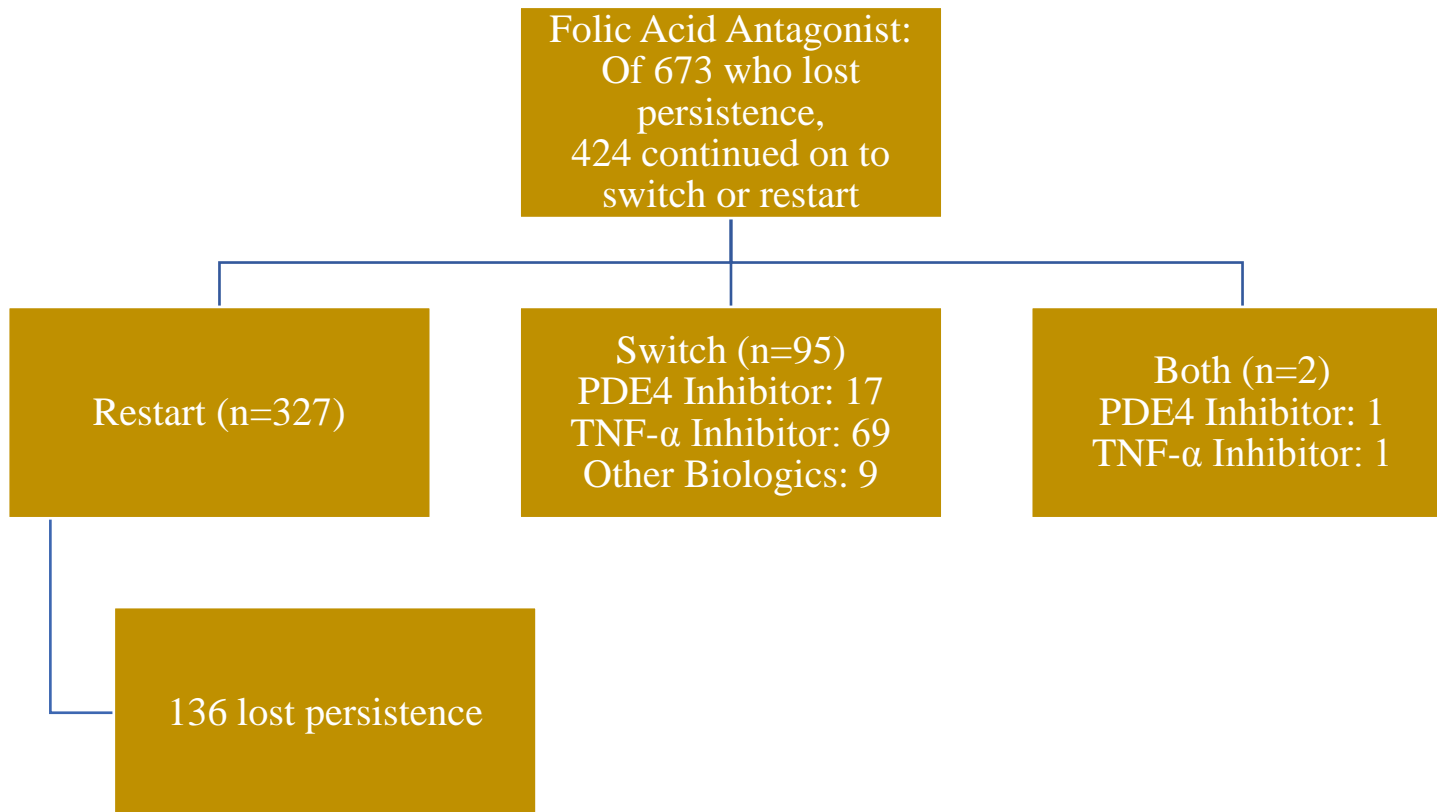 Folic Acid Antagonist:
Of 673 who lost
persistence,
424 continued on to
switch or restart
Restart (n=327)
Switch (n=95)
PDE4 Inhibitor: 17
TNF-α Inhibitor: 69
Other Biologics: 9
Both (n=2)
PDE4 Inhibitor: 1
TNF-α Inhibitor: 1
136 lost persistence